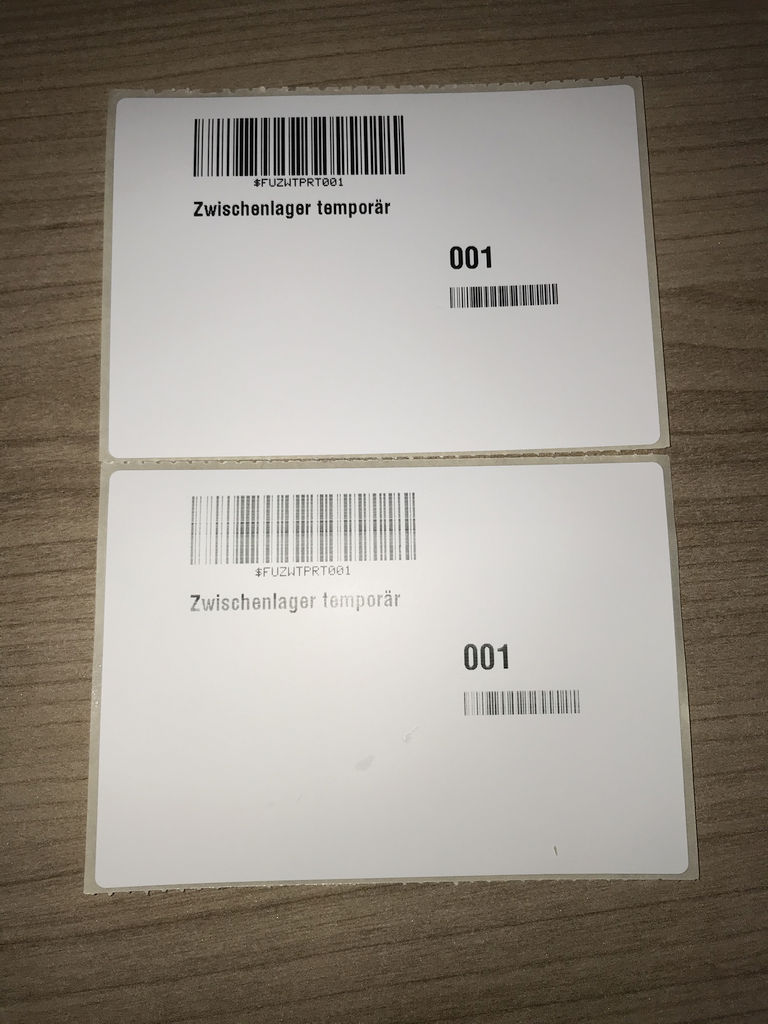 $FUZWTPRT001
Zwischenlager temporär
001
$FUZWTPRT001
Zwischenlager temporär
001